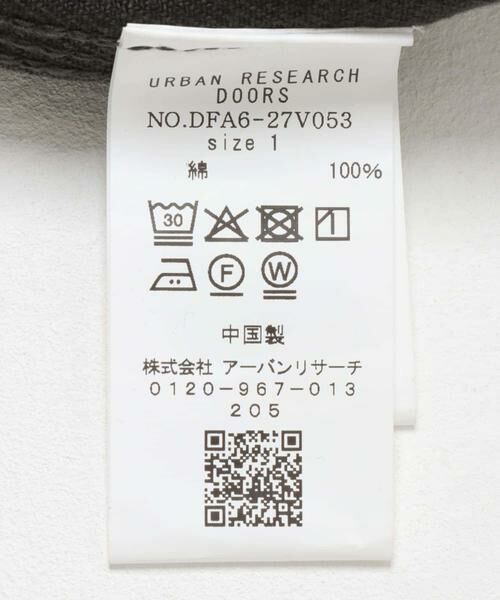 URBAN RESEARCH
DOORS
NO.DFA6-27V053
size 1
綿 100%
30
F W
中国製
株式会社 アーバンリサーチ
0120-967-013
205